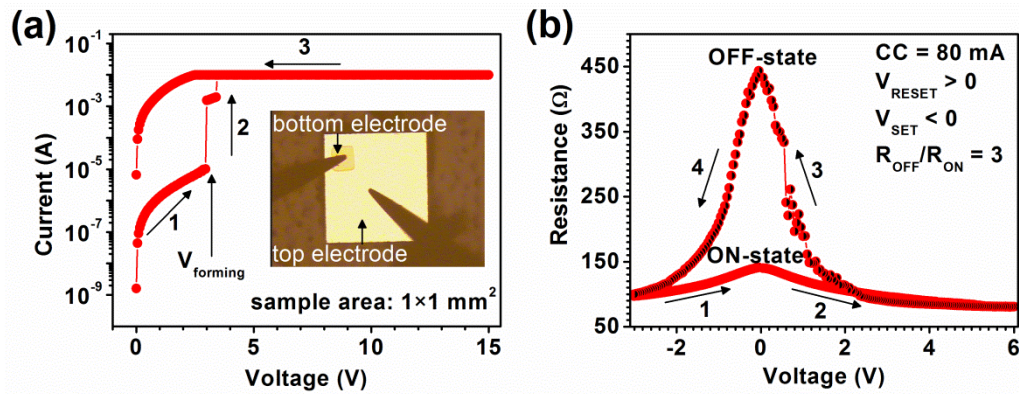 (a)
10⁻¹
10⁻³
10⁻⁵
10⁻⁷
10⁻⁹
Current (A)
3
2
1
V_forming
bottom electrode
top electrode
sample area: 1×1 mm²
0
5
10
15
Voltage (V)
(b)
450
350
250
150
50
Resistance (Ω)
OFF-state
CC = 80 mA
V_RESET > 0
V_SET < 0
R_OFF/R_ON = 3
4
3
ON-state
1
2
-2
0
2
4
6
Voltage (V)